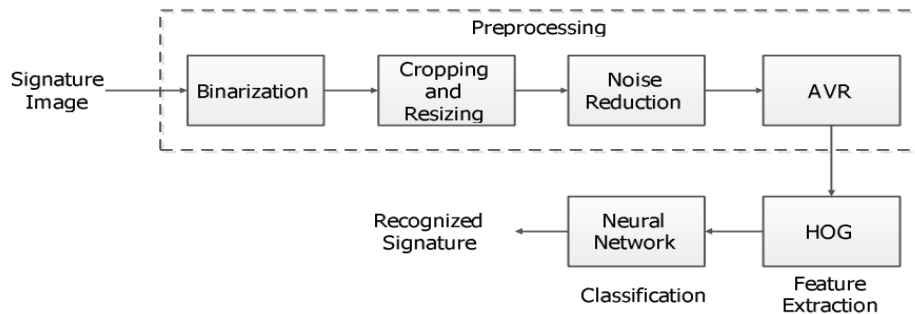 Preprocessing
Signature
Image
Binarization
Cropping
and
Resizing
Noise
Reduction
AVR
Recognized
Signature
Neural
Network
HOG
Classification
Feature
Extraction